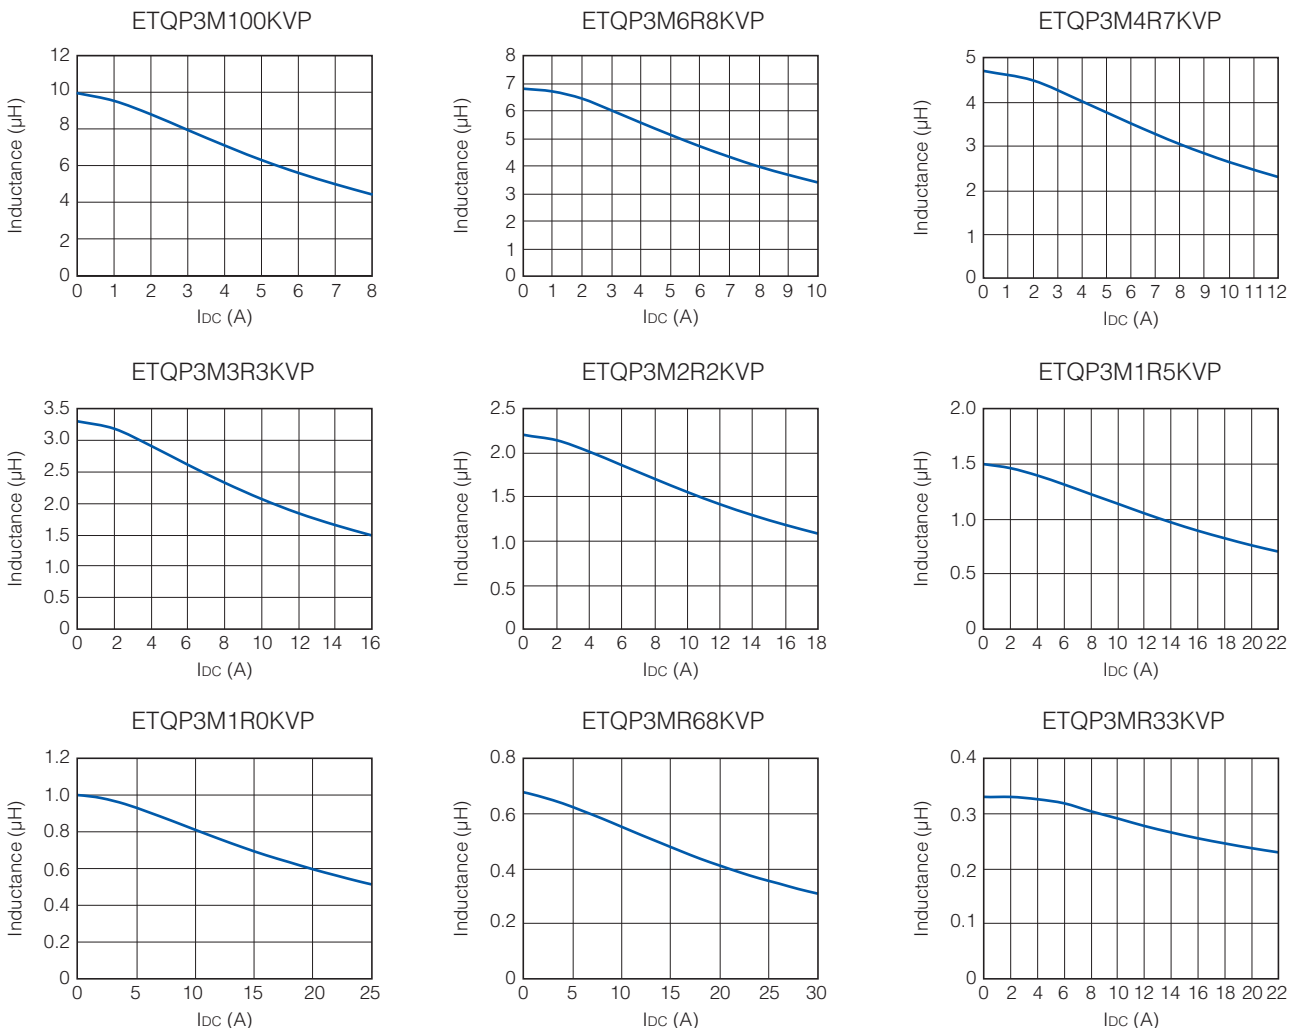 ETQP3M100KVP
Inductance (µH)
12
10
8
6
4
2
0
0 1 2 3 4 5 6 7 8
IDC (A)
ETQP3M6R8KVP
Inductance (µH)
8
7
6
5
4
3
2
1
0
0 1 2 3 4 5 6 7 8 9 10
IDC (A)
ETQP3M4R7KVP
Inductance (µH)
5
4
3
2
1
0
0 1 2 3 4 5 6 7 8 9 10 11 12
IDC (A)
ETQP3M3R3KVP
Inductance (µH)
3.5
3.0
2.5
2.0
1.5
1.0
0.5
0
0 2 4 6 8 10 12 14 16
IDC (A)
ETQP3M2R2KVP
Inductance (µH)
2.5
2.0
1.5
1.0
0.5
0
0 2 4 6 8 10 12 14 16 18
IDC (A)
ETQP3M1R5KVP
Inductance (µH)
2.0
1.5
1.0
0.5
0
0 2 4 6 8 10 12 14 16 18 20 22
IDC (A)
ETQP3M1R0KVP
Inductance (µH)
1.2
1.0
0.8
0.6
0.4
0.2
0
0 5 10 15 20 25
IDC (A)
ETQP3MR68KVP
Inductance (µH)
0.8
0.6
0.4
0.2
0
0 5 10 15 20 25 30
IDC (A)
ETQP3MR33KVP
Inductance (µH)
0.4
0.3
0.2
0.1
0
0 2 4 6 8 10 12 14 16 18 20 22
IDC (A)